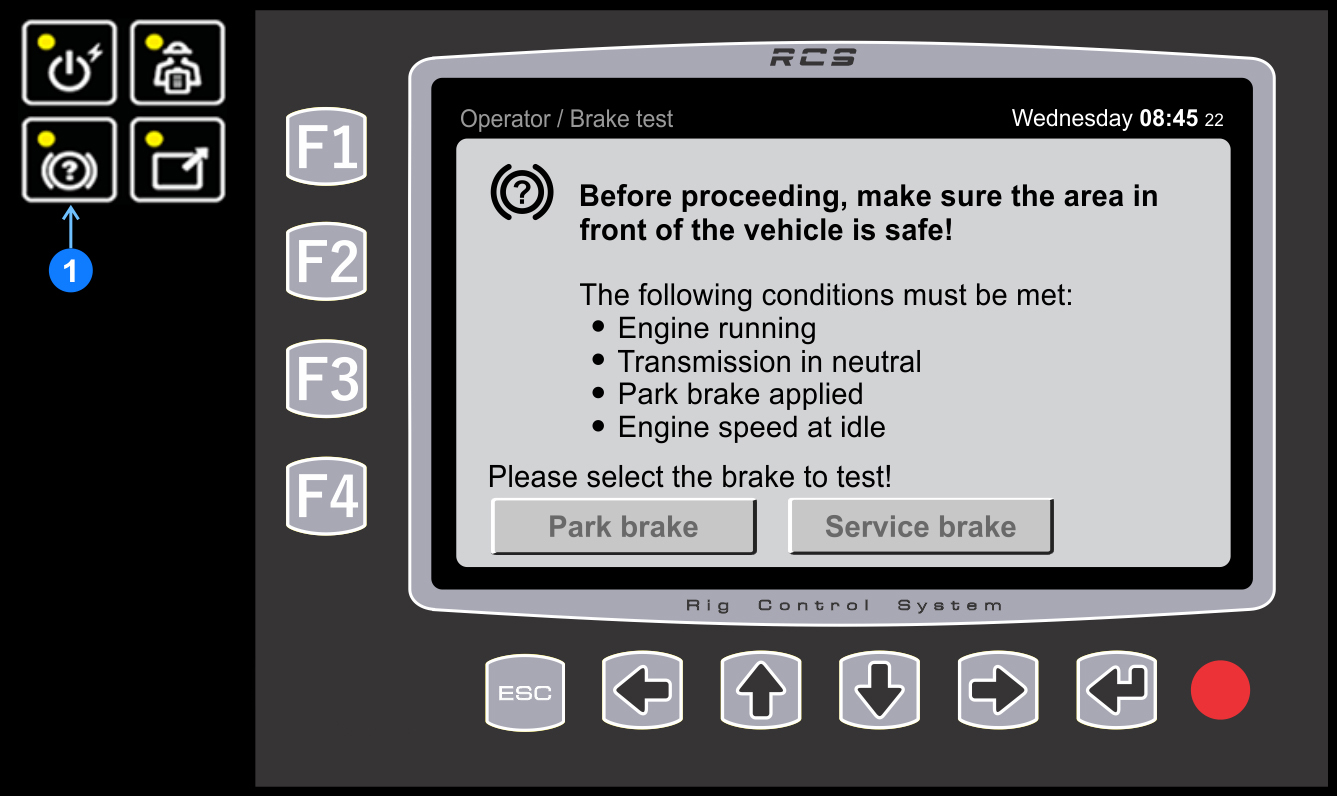 RCS
Operator / Brake test
Wednesday 08:45 22
F1
?
Before proceeding, make sure the area in
front of the vehicle is safe!
?
1
F2
The following conditions must be met:
• Engine running
• Transmission in neutral
F3
• Park brake applied
• Engine speed at idle
Please select the brake to test!
F4
Park brake
Service brake
Rig Control System
ESC